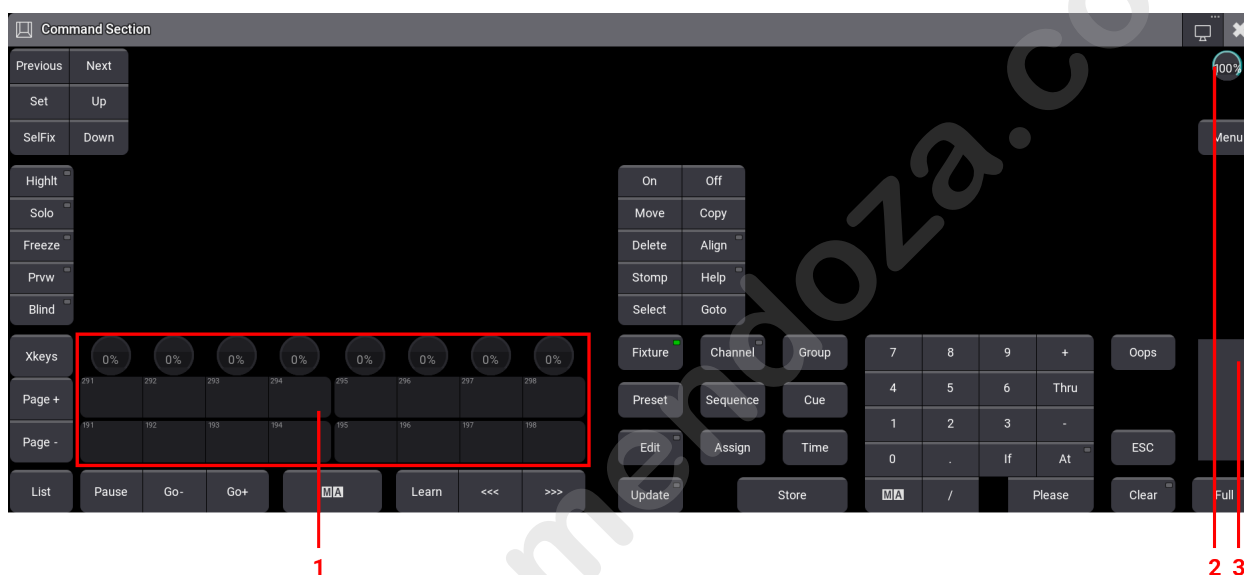 Command Section
Previous Next
100%
Set Up
SelFix Down
Menu
Highlt On Off
Solo Move Copy
Freeze Delete Align
Prvw Stomp Help
Blind Select Goto
Xkeys 0% 0% 0% 0% 0% 0% 0% 0% Fixture Channel Group 7 8 9 + Oops
291 292 293 294 295 296 297 298
Page + Preset Sequence Cue 4 5 6 Thru
191 192 193 194 195 196 197 198
1 2 3 -
Page - Edit Assign Time ESC
0 . If At
List Pause Go- Go+ MA Learn <<< >>> Update Store MA / Please Clear Full
1 2 3
mendoza.co